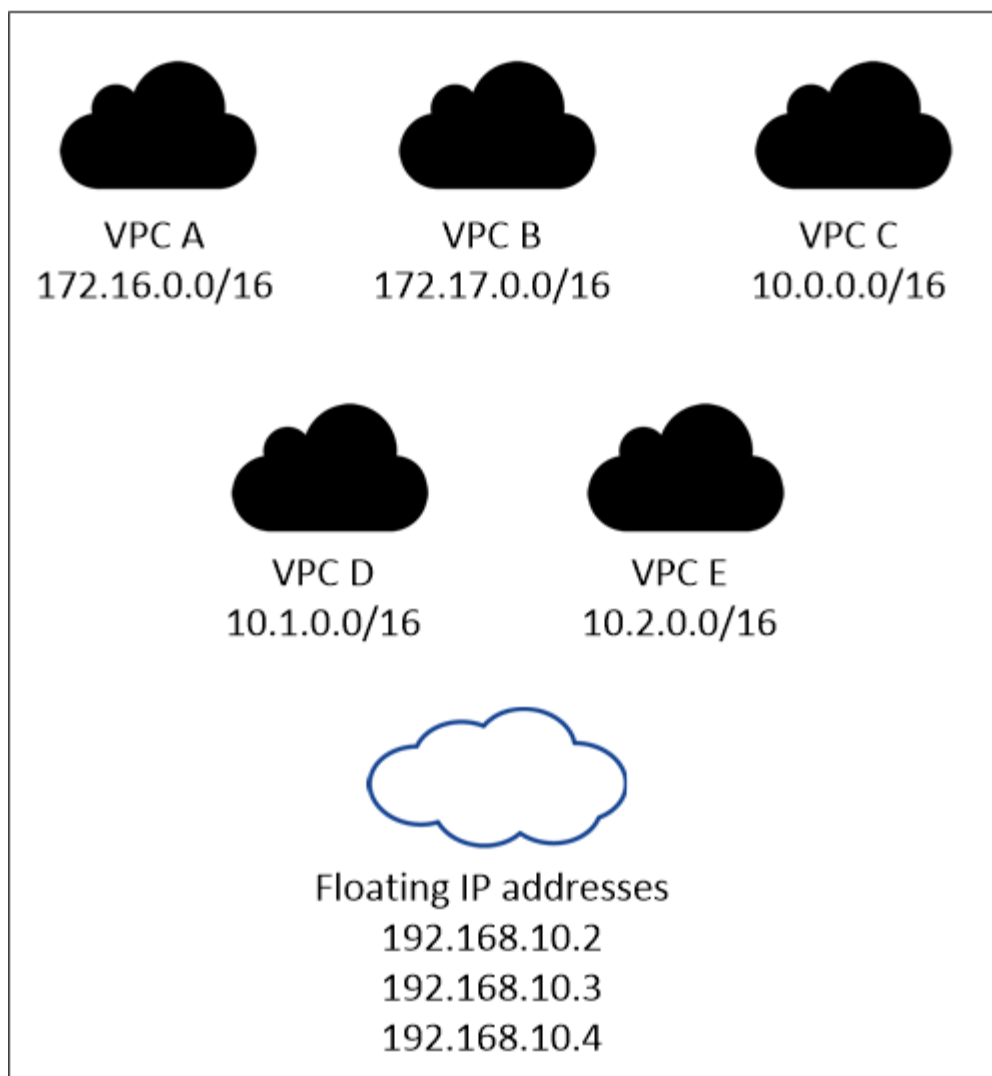 VPC A
172.16.0.0/16
VPC B
172.17.0.0/16
VPC C
10.0.0.0/16
VPC D
10.1.0.0/16
VPC E
10.2.0.0/16
Floating IP addresses
192.168.10.2
192.168.10.3
192.168.10.4